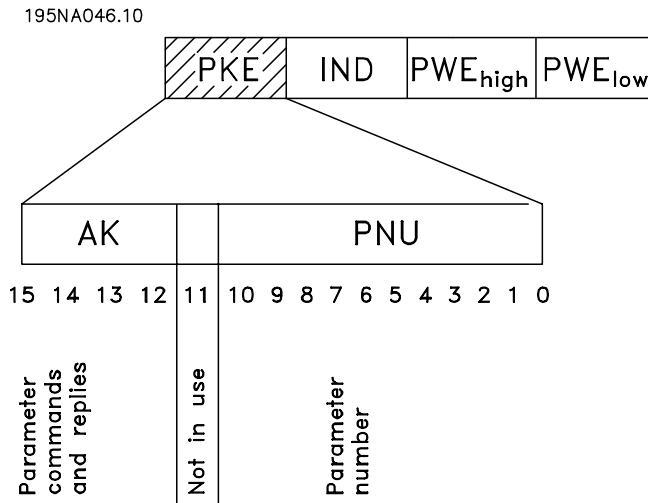 195NA046.10
PKE IND PWEhigh PWElow
AK PNU
15 14 13 12 11 10 9 8 7 6 5 4 3 2 1 0
Parameter
commands
and replies
Not in use
Parameter
number